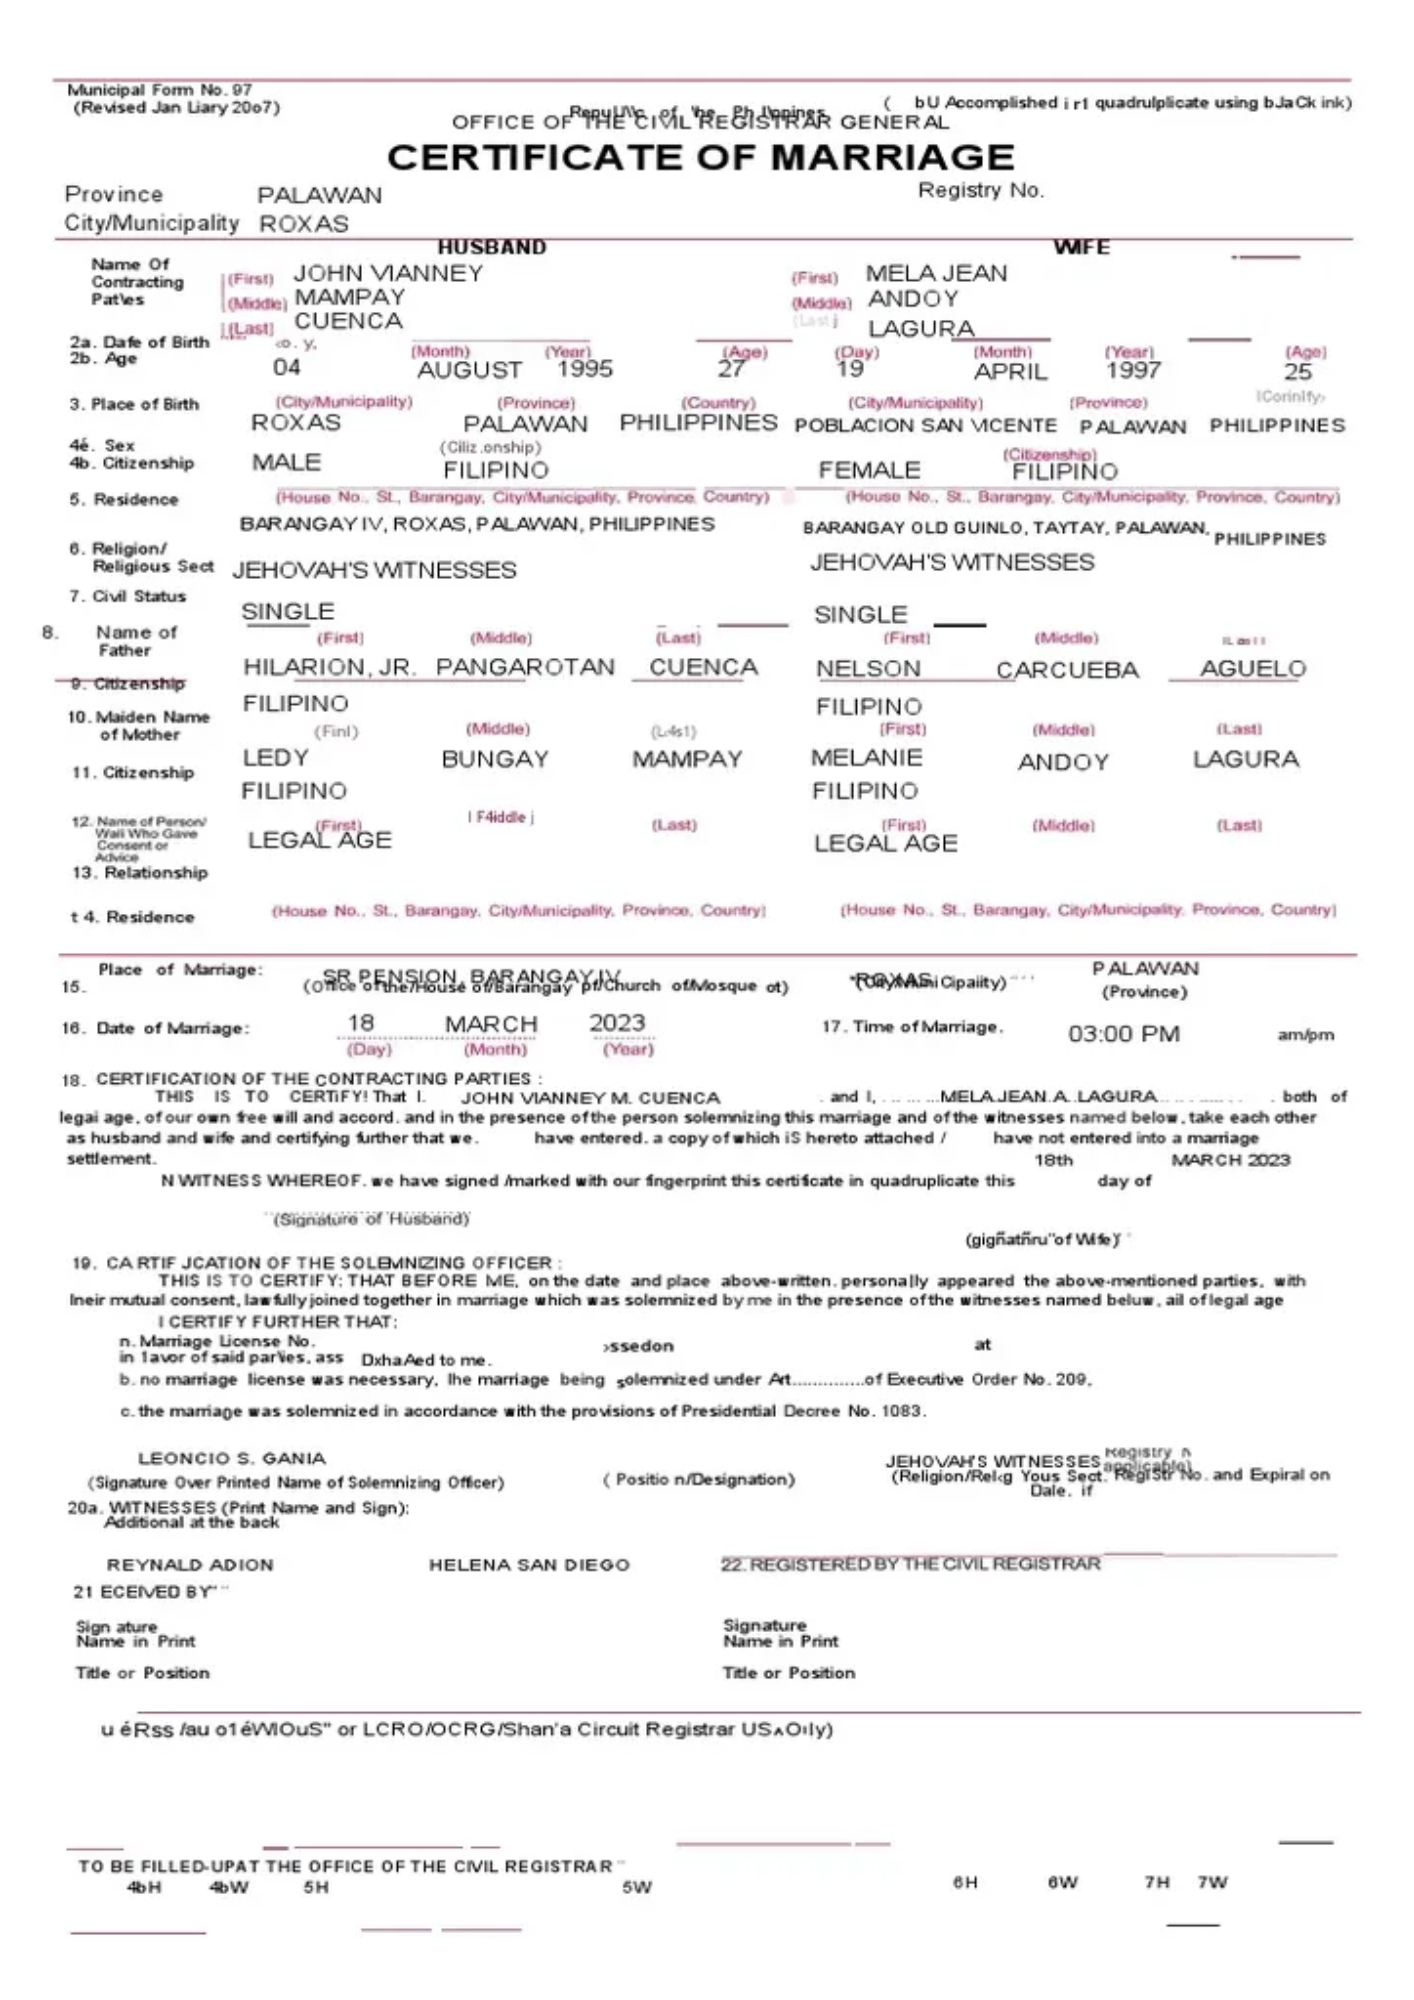 Municipal Form No. 97
(Revised Jan Liary 20o7)
( bU Accomplished i r1 quadrulplicate using bJaCk ink)
OFFICE OF THE CIVIL REGISTRAR GENERAL
CERTIFICATE OF MARRIAGE
Province PALAWAN Registry No.
City/Municipality ROXAS
HUSBAND WIFE
Name Of Contracting Pat\es
(First) JOHN VIANNEY (First) MELA JEAN
(Middle) MAMPAY (Middle) ANDOY
(Last) CUENCA (Last) LAGURA
2a. Dafe of Birth (Month) (Year) (Age) (Day) (Month) (Year) (Age)
2b. Age 04 AUGUST 1995 27 19 APRIL 1997 25
3. Place of Birth (City/Municipality) (Province) (Country) (City/Municipality) (Province)
ROXAS PALAWAN PHILIPPINES POBLACION SAN VICENTE PALAWAN PHILIPPINES
4é. Sex (Ciliz.onship) (Citizenship)
4b. Citizenship MALE FILIPINO FEMALE FILIPINO
5. Residence (House No., St., Barangay, City/Municipality, Province, Country) (House No., St., Barangay, City/Municipality, Province, Country)
BARANGAY IV, ROXAS, PALAWAN, PHILIPPINES BARANGAY OLD GUINLO, TAYTAY, PALAWAN, PHILIPPINES
6. Religion/
Religious Sect JEHOVAH'S WITNESSES JEHOVAH'S WITNESSES
7. Civil Status
SINGLE SINGLE
8. Name of Father (First) (Middle) (Last) (First) (Middle)
HILARION, JR. PANGAROTAN CUENCA NELSON CARCUEBA AGUELO
9. Citizenship
FILIPINO FILIPINO
10. Maiden Name of Mother (Finl) (Middle) (L4s1) (First) (Middle) (Last)
LEDY BUNGAY MAMPAY MELANIE ANDOY LAGURA
11. Citizenship
FILIPINO FILIPINO
12. Name of Person/ Wali Who Gave Consent or Advice (First) | F4iddle j (Last) (First) (Middle) (Last)
LEGAL AGE LEGAL AGE
13. Relationship
t 4. Residence (House No., St., Barangay, City/Municipality, Province, Country) (House No., St., Barangay, City/Municipality, Province, Country)
15. Place of Marriage: SR PENSION, BARANGAY IV ROXAS PALAWAN
(Province)
16. Date of Marriage: 18 MARCH 2023 17. Time of Marriage. 03:00 PM am/pm
(Day) (Month) (Year)
18. CERTIFICATION OF THE CONTRACTING PARTIES :
THIS IS TO CERTiFY! That I. JOHN VIANNEY M. CUENCA and I, MELA JEAN A. LAGURA both of
legai age, of our own free will and accord. and in the presence of the person solemnizing this marriage and of the witnesses named below, take each other
as husband and wife and certifying further that we. have entered. a copy of which iS hereto attached / have not entered into a marriage
settlement.
18th MARCH 2023
N WITNESS WHEREOF. we have signed /marked with our fingerprint this certificate in quadruplicate this day of
(Signature of Husband)
(gigñatñru"of Wife)
19. CA RTIF JCATION OF THE SOLEMNIZING OFFICER :
THIS IS TO CERTIFY: THAT BEFORE ME, on the date and place above-written. personally appeared the above-mentioned parties, with
Ineir mutual consent, lawfully joined together in marriage which was solemnized by me in the presence of the witnesses named beluw, ail of legal age
I CERTIFY FURTHER THAT:
n. Marriage License No. ›ssedon at
in 1avor of said par\ies, ass DxhaAed to me.
b. no marriage license was necessary, lhe marriage being solemnized under Art..............of Executive Order No. 209,
c. the marriage was solemnized in accordance with the provisions of Presidential Decree No. 1083.
LEONCIO S. GANIA JEHOVAH'S WITNESSES
(Signature Over Printed Name of Solemnizing Officer) ( Positio n/Designation) (Religion/Rel‹g Yous Sect. RegiStr No. and Expiral on
Dale. if
20a. WITNESSES (Print Name and Sign):
Additional at the back
REYNALD ADION HELENA SAN DIEGO 22. REGISTERED BY THE CIVIL REGISTRAR
21 ECEIVED BY
Sign ature Signature
Name in Print Name in Print
Title or Position Title or Position
u éRss /au o1éWIOuS" or LCRO/OCRG/Shan'a Circuit Registrar USAO‹ly)
TO BE FILLED-UPAT THE OFFICE OF THE CIVIL REGISTRAR
4bH 4bW 5H 5W 6H 6W 7H 7W